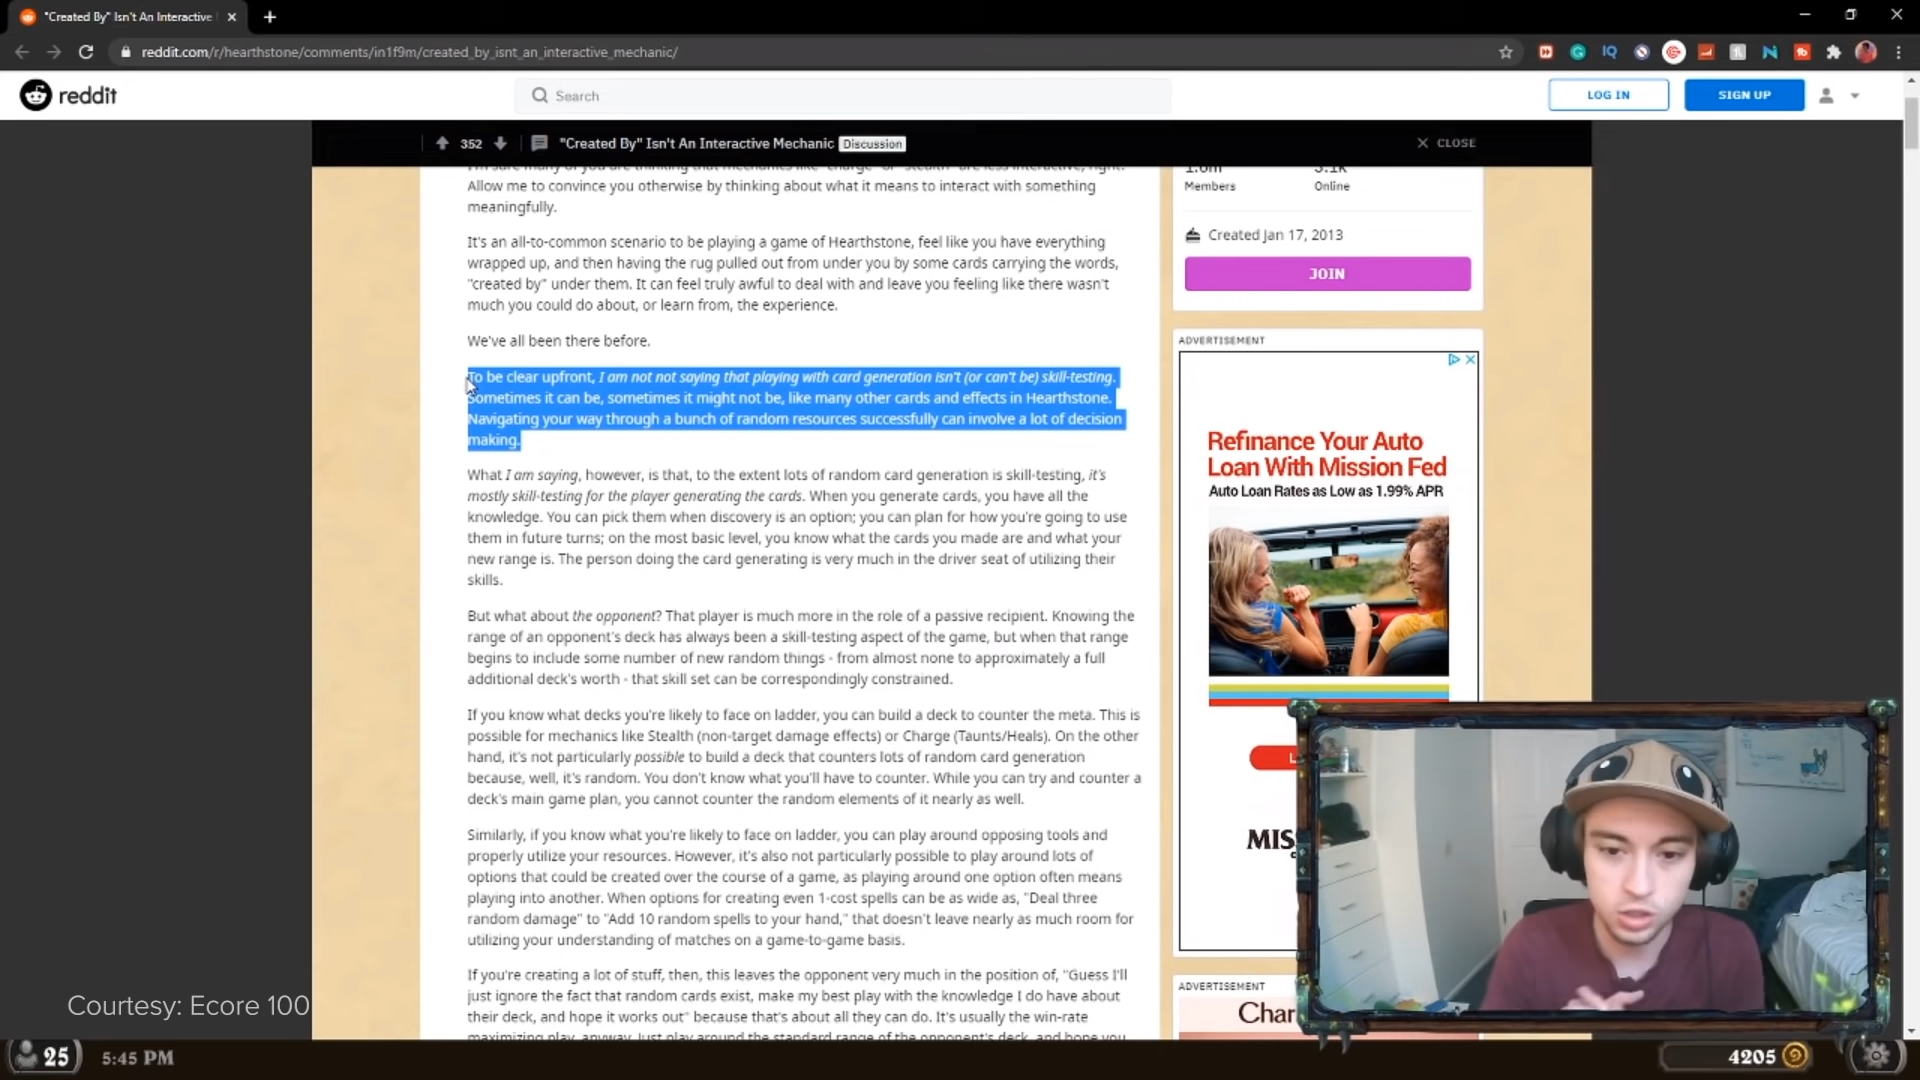 "Created By" Isn't An Interactive
reddit.com/r/hearthstone/comments/in1f9m/created_by_isnt_an_interactive_mechanic/
reddit
Search
LOG IN
SIGN UP
352
"Created By" Isn't An Interactive Mechanic
Discussion
CLOSE
Allow me to convince you otherwise by thinking about what it means to interact with something
meaningfully.
It's an all-to-common scenario to be playing a game of Hearthstone, feel like you have everything
wrapped up, and then having the rug pulled out from under you by some cards carrying the words,
"created by" under them. It can feel truly awful to deal with and leave you feeling like there wasn't
much you could do about, or learn from, the experience.
We've all been there before.
To be clear upfront, I am not not saying that playing with card generation isn't (or can't be) skill-testing.
Sometimes it can be, sometimes it might not be, like many other cards and effects in Hearthstone.
Navigating your way through a bunch of random resources successfully can involve a lot of decision
making.
What I am saying, however, is that, to the extent lots of random card generation is skill-testing, it's
mostly skill-testing for the player generating the cards. When you generate cards, you have all the
knowledge. You can pick them when discovery is an option; you can plan for how you're going to use
them in future turns; on the most basic level, you know what the cards you made are and what your
new range is. The person doing the card generating is very much in the driver seat of utilizing their
skills.
But what about the opponent? That player is much more in the role of a passive recipient. Knowing the
range of an opponent's deck has always been a skill-testing aspect of the game, but when that range
begins to include some number of new random things - from almost none to approximately a full
additional deck's worth - that skill set can be correspondingly constrained.
If you know what decks you're likely to face on ladder, you can build a deck to counter the meta. This is
possible for mechanics like Stealth (non-target damage effects) or Charge (Taunts/Heals). On the other
hand, it's not particularly possible to build a deck that counters lots of random card generation
because, well, it's random. You don't know what you'll have to counter. While you can try and counter a
deck's main game plan, you cannot counter the random elements of it nearly as well.
Similarly, if you know what you're likely to face on ladder, you can play around opposing tools and
properly utilize your resources. However, it's also not particularly possible to play around lots of
options that could be created over the course of a game, as playing around one option often means
playing into another. When options for creating even 1-cost spells can be as wide as, "Deal three
random damage" to "Add 10 random spells to your hand," that doesn't leave nearly as much room for
utilizing your understanding of matches on a game-to-game basis.
If you're creating a lot of stuff, then, this leaves the opponent very much in the position of, "Guess I'll
just ignore the fact that random cards exist, make my best play with the knowledge I do have about
their deck, and hope it works out" because that's about all they can do. It's usually the win-rate
maximizing play, anyway. Just play around the standard range of the opponent's deck, and hope you
Members
Online
Created Jan 17, 2013
JOIN
ADVERTISEMENT
Refinance Your Auto
Loan With Mission Fed
Auto Loan Rates as Low as 1.99% APR
MIS
ADVERTISEMENT
Char
Courtesy: Ecore 100
25
5:45 PM
4205